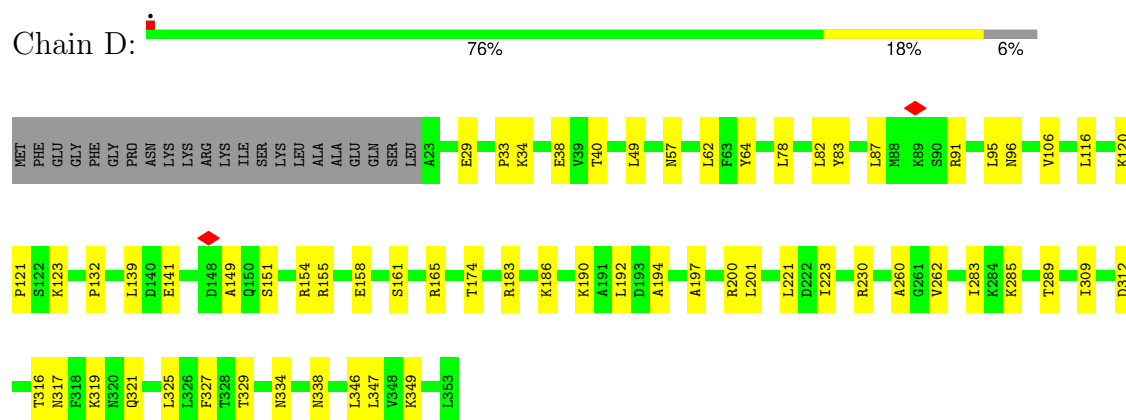 Chain D:
76% 18% 6%
MET PHE GLU GLY PHE GLY PRO ASN LYS LYS ARG LYS ILE SER LYS LEU ALA ALA GLU GLN SER LEU A23 E29 P33 K34 E38 V39 T40 L49 N57 L62 F63 Y64 L78 L82 Y83 L87 M88 K89 S90 R91 L95 N96 V106 L116 K120
P121 S122 K123 P132 L139 D140 E141 D148 A149 Q150 S151 R154 R155 E158 S161 R165 T174 R183 K186 K190 A191 L192 D193 A194 A197 R200 L201 L221 D222 I223 R230 A260 G261 V262 I283 K284 K285 T289 I309 D312
T316 N317 F318 K319 N320 Q321 L325 L326 F327 T328 T329 N334 N338 L346 L347 V348 K349 L353